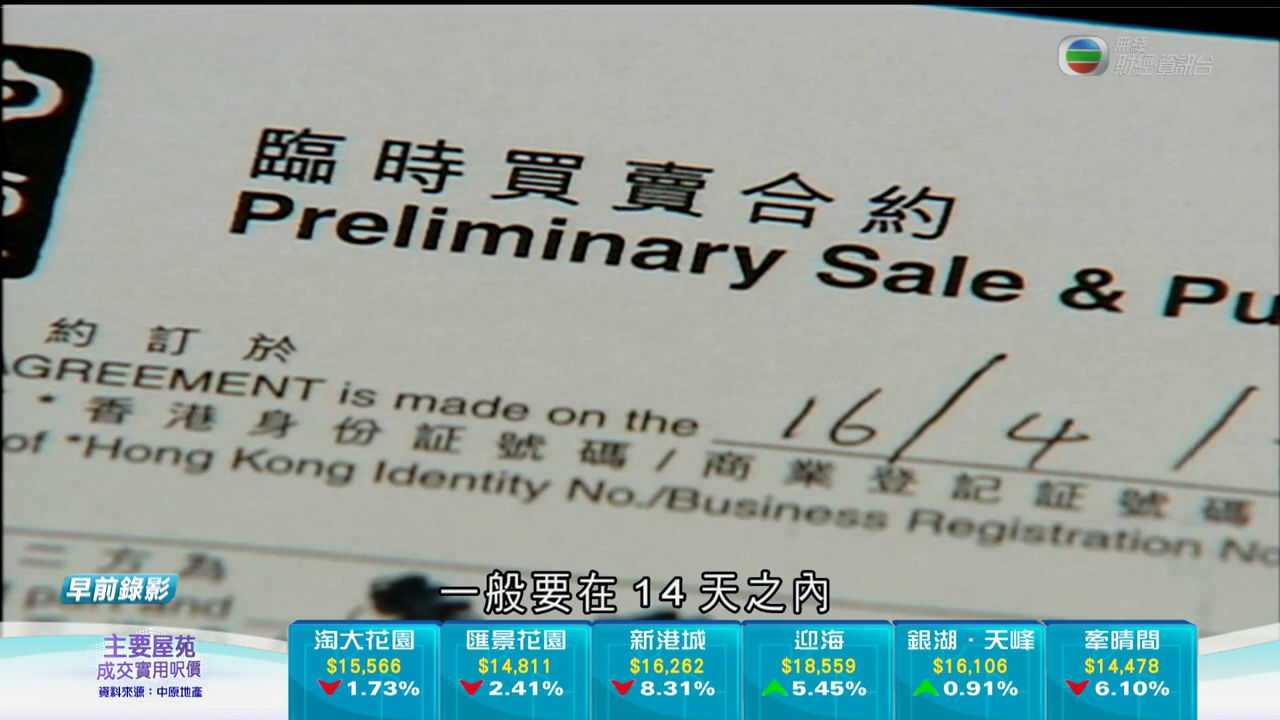 無綫
財經·資訊台
臨時買賣合約
Preliminary Sale & Pu
約訂於
AGREEMENT is made on the 16/4/
*香港身份証號碼/商業登記証號碼
of *Hong Kong Identity No./Business Registration No
二方為
早前錄影
一般要在14天之內
主要屋苑
成交實用呎價
資料來源：中原地產
淘大花園
$15,566
1.73%
匯景花園
$14,811
2.41%
新港城
$16,262
8.31%
迎海
$18,559
5.45%
銀湖·天峰
$16,106
0.91%
牽晴間
$14,478
6.10%